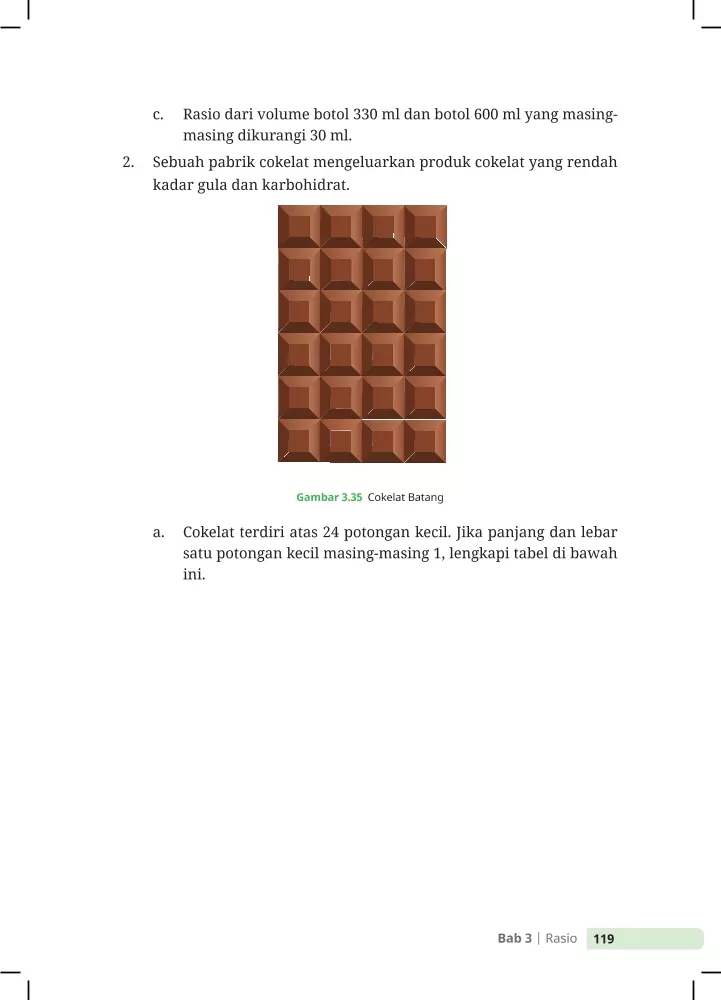 c. Rasio dari volume botol 330 ml dan botol 600 ml yang masing-
masing dikurangi 30 ml.
2. Sebuah pabrik cokelat mengeluarkan produk cokelat yang rendah
kadar gula dan karbohidrat.
Gambar 3.35 Cokelat Batang
a. Cokelat terdiri atas 24 potongan kecil. Jika panjang dan lebar
satu potongan kecil masing-masing 1, lengkapi tabel di bawah
ini.
Bab 3 | Rasio 119